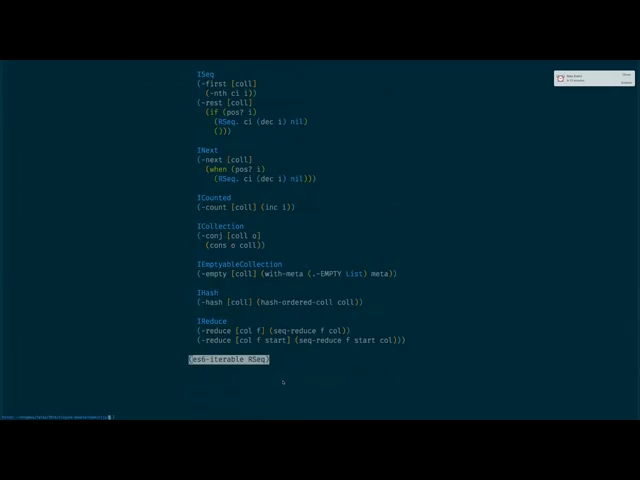 ISeq
(-first [coll]
(-nth ci i))
(-rest [coll]
(if (pos? i)
(RSeq. ci (dec i) nil)
()))
INext
(-next [coll]
(when (pos? i)
(RSeq. ci (dec i) nil)))
ICounted
(-count [coll] (inc i))
ICollection
(-conj [coll o]
(cons o coll))
IEmptyableCollection
(-empty [coll] (with-meta (.-EMPTY List) meta))
IHash
(-hash [coll] (hash-ordered-coll coll))
IReduce
(-reduce [col f] (seq-reduce f col))
(-reduce [col f start] (seq-reduce f start col)))
(es6-iterable RSeq)